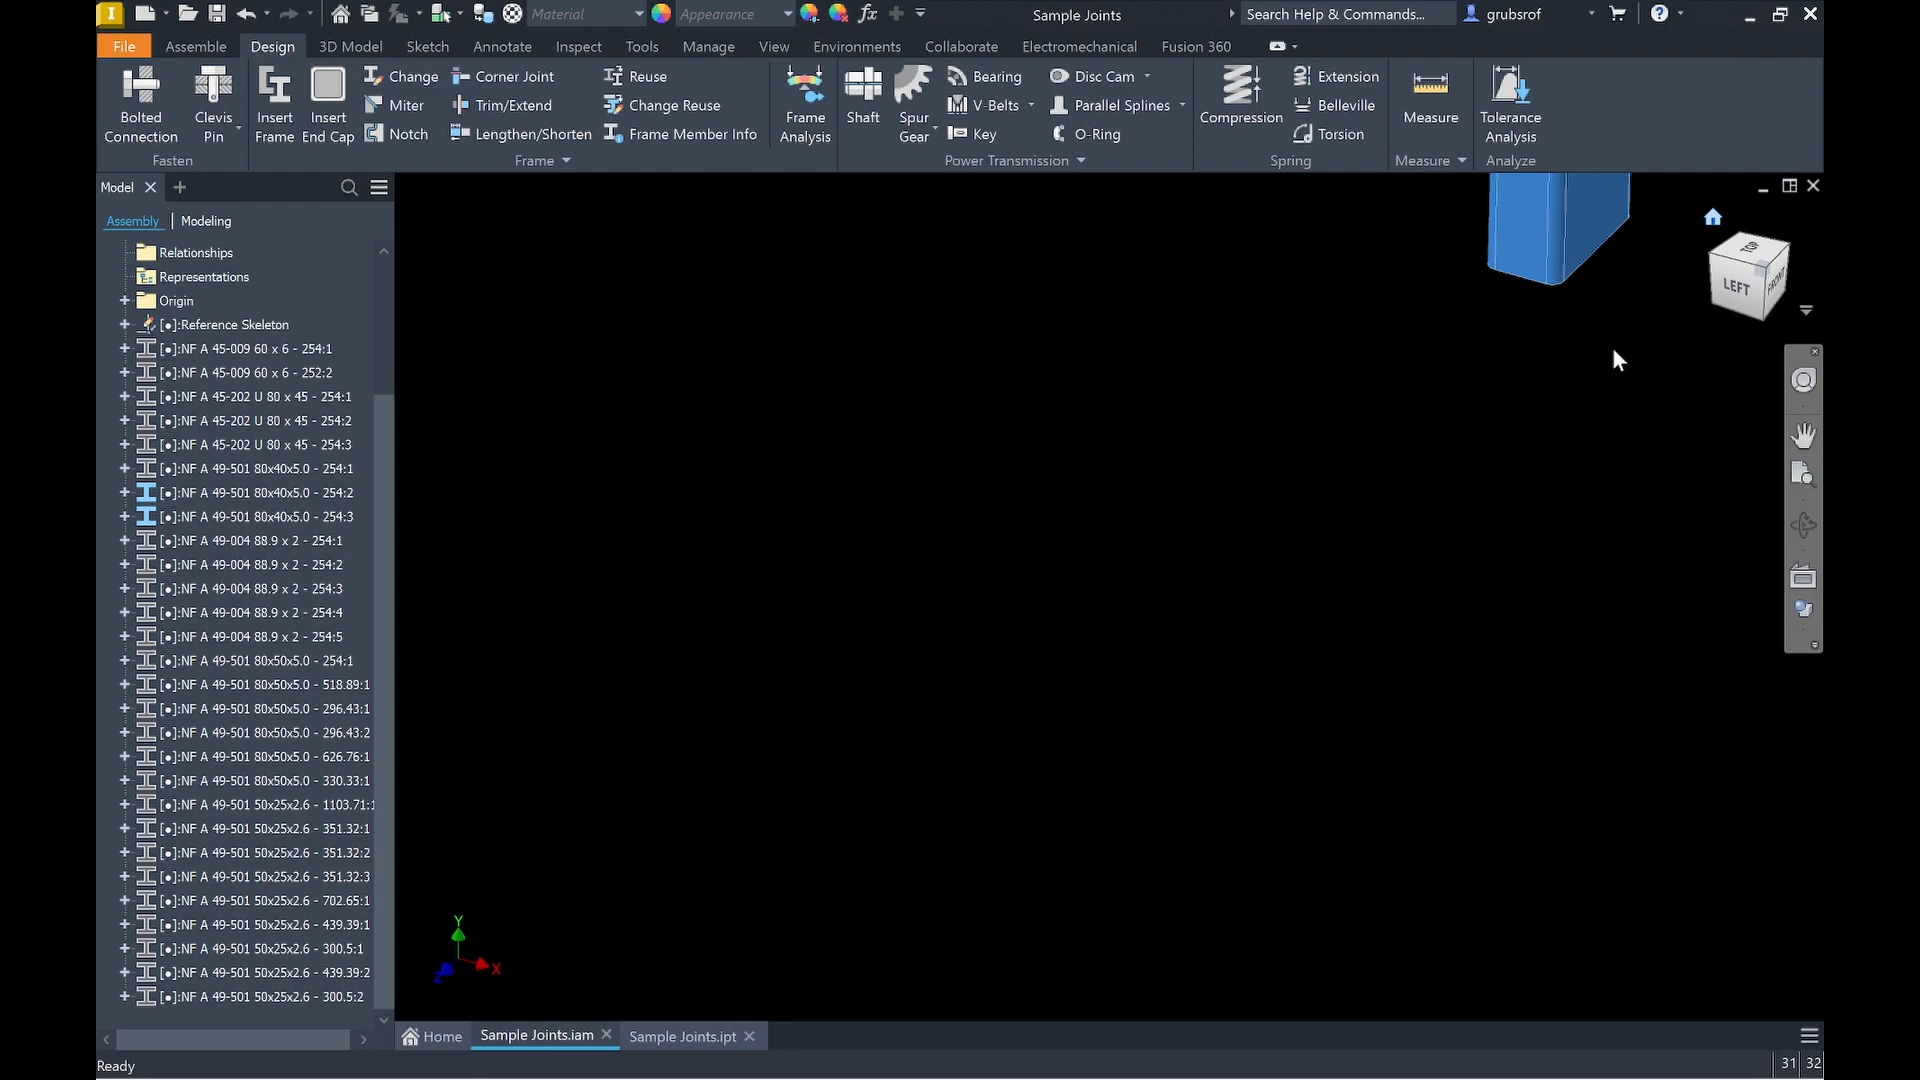 I Material Appearance fx Sample Joints Search Help & Commands... grubsrof ?
File Assemble Design 3D Model Sketch Annotate Inspect Tools Manage View Environments Collaborate Electromechanical Fusion 360
Bolted Connection
Clevis Pin
Fasten
Insert Frame
Insert End Cap
Change
Miter
Notch
Corner Joint
Trim/Extend
Lengthen/Shorten
Reuse
Change Reuse
Frame Member Info
Frame
Frame Analysis
Shaft
Spur Gear
Bearing
V-Belts
Key
Disc Cam
Parallel Splines
O-Ring
Power Transmission
Compression
Extension
Belleville
Torsion
Spring
Measure
Measure
Tolerance Analysis
Analyze
Model
Assembly | Modeling
Relationships
Representations
Origin
[●]:Reference Skeleton
[●]:NF A 45-009 60 x 6 - 254:1
[●]:NF A 45-009 60 x 6 - 252:2
[●]:NF A 45-202 U 80 x 45 - 254:1
[●]:NF A 45-202 U 80 x 45 - 254:2
[●]:NF A 45-202 U 80 x 45 - 254:3
[●]:NF A 49-501 80x40x5.0 - 254:1
[●]:NF A 49-501 80x40x5.0 - 254:2
[●]:NF A 49-501 80x40x5.0 - 254:3
[●]:NF A 49-004 88.9 x 2 - 254:1
[●]:NF A 49-004 88.9 x 2 - 254:2
[●]:NF A 49-004 88.9 x 2 - 254:3
[●]:NF A 49-004 88.9 x 2 - 254:4
[●]:NF A 49-004 88.9 x 2 - 254:5
[●]:NF A 49-501 80x50x5.0 - 254:1
[●]:NF A 49-501 80x50x5.0 - 518.89:1
[●]:NF A 49-501 80x50x5.0 - 296.43:1
[●]:NF A 49-501 80x50x5.0 - 296.43:2
[●]:NF A 49-501 80x50x5.0 - 626.76:1
[●]:NF A 49-501 80x50x5.0 - 330.33:1
[●]:NF A 49-501 50x25x2.6 - 1103.71:1
[●]:NF A 49-501 50x25x2.6 - 351.32:1
[●]:NF A 49-501 50x25x2.6 - 351.32:2
[●]:NF A 49-501 50x25x2.6 - 351.32:3
[●]:NF A 49-501 50x25x2.6 - 702.65:1
[●]:NF A 49-501 50x25x2.6 - 439.39:1
[●]:NF A 49-501 50x25x2.6 - 300.5:1
[●]:NF A 49-501 50x25x2.6 - 439.39:2
[●]:NF A 49-501 50x25x2.6 - 300.5:2
TOP
LEFT
FRONT
Y
X
Z
Home Sample Joints.iam Sample Joints.ipt
Ready 31 32